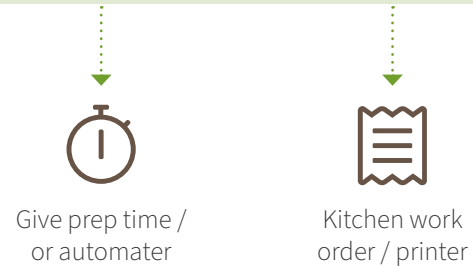 Give prep time /
or automater
Kitchen work
order / printer